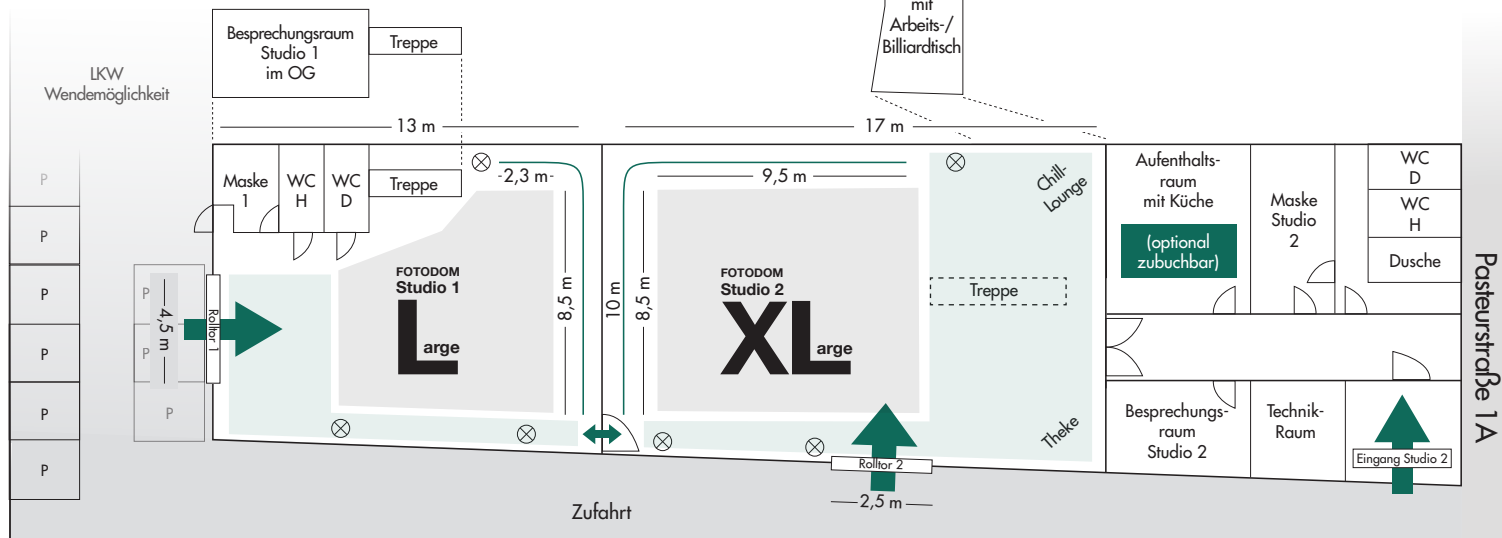 mit
Arbeits-/
Billiardtisch
Besprechungsraum
Studio 1
im OG
Treppe
LKW
Wendemöglichkeit
13 m
17 m
P
P
P
P
P
P
P
P
P
Maske
1
WC
H
WC
D
Treppe
2,3 m
9,5 m
Chill-
Lounge
Aufenthalts-
raum
mit Küche
(optional
zubuchbar)
Maske
Studio
2
WC
D
WC
H
Dusche
4,5 m
Rolltor 1
FOTODOM
Studio 1
Large
8,5 m
10 m
8,5 m
FOTODOM
Studio 2
XLarge
Treppe
Theke
Besprechungs-
raum
Studio 2
Technik-
Raum
Eingang Studio 2
Rolltor 2
2,5 m
Zufahrt
Pasteurstraße 1A